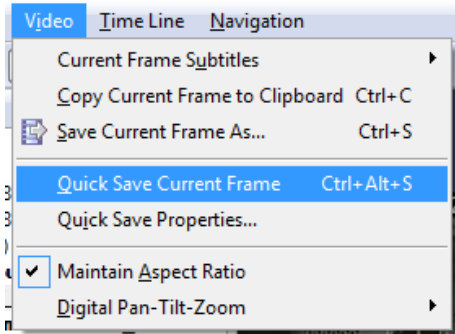 Video Time Line Navigation
Current Frame Subtitles
Copy Current Frame to Clipboard Ctrl+C
Save Current Frame As... Ctrl+S
Quick Save Current Frame Ctrl+Alt+S
Quick Save Properties...
Maintain Aspect Ratio
Digital Pan-Tilt-Zoom